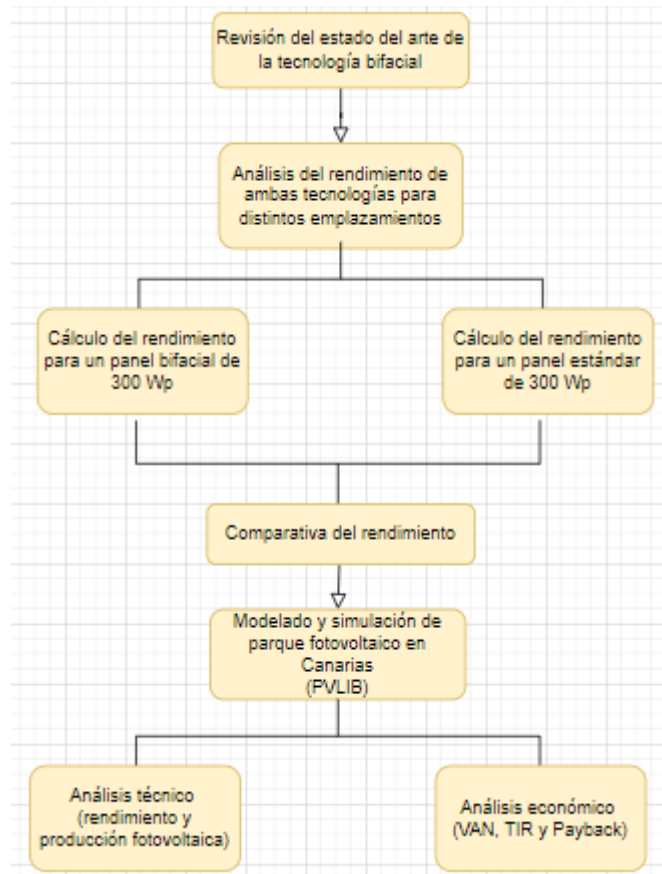 Revisión del estado del arte de
la tecnología bifacial
Análisis del rendimiento de
ambas tecnologías para
distintos emplazamientos
Cálculo del rendimiento
para un panel bifacial de
300 Wp
Cálculo del rendimiento
para un panel estándar
de 300 Wp
Comparativa del rendimiento
Modelado y simulación de
parque fotovoltaico en
Canarias
(PVLIB)
Análisis técnico
(rendimiento y
producción fotovoltaica)
Análisis económico
(VAN, TIR y Payback)